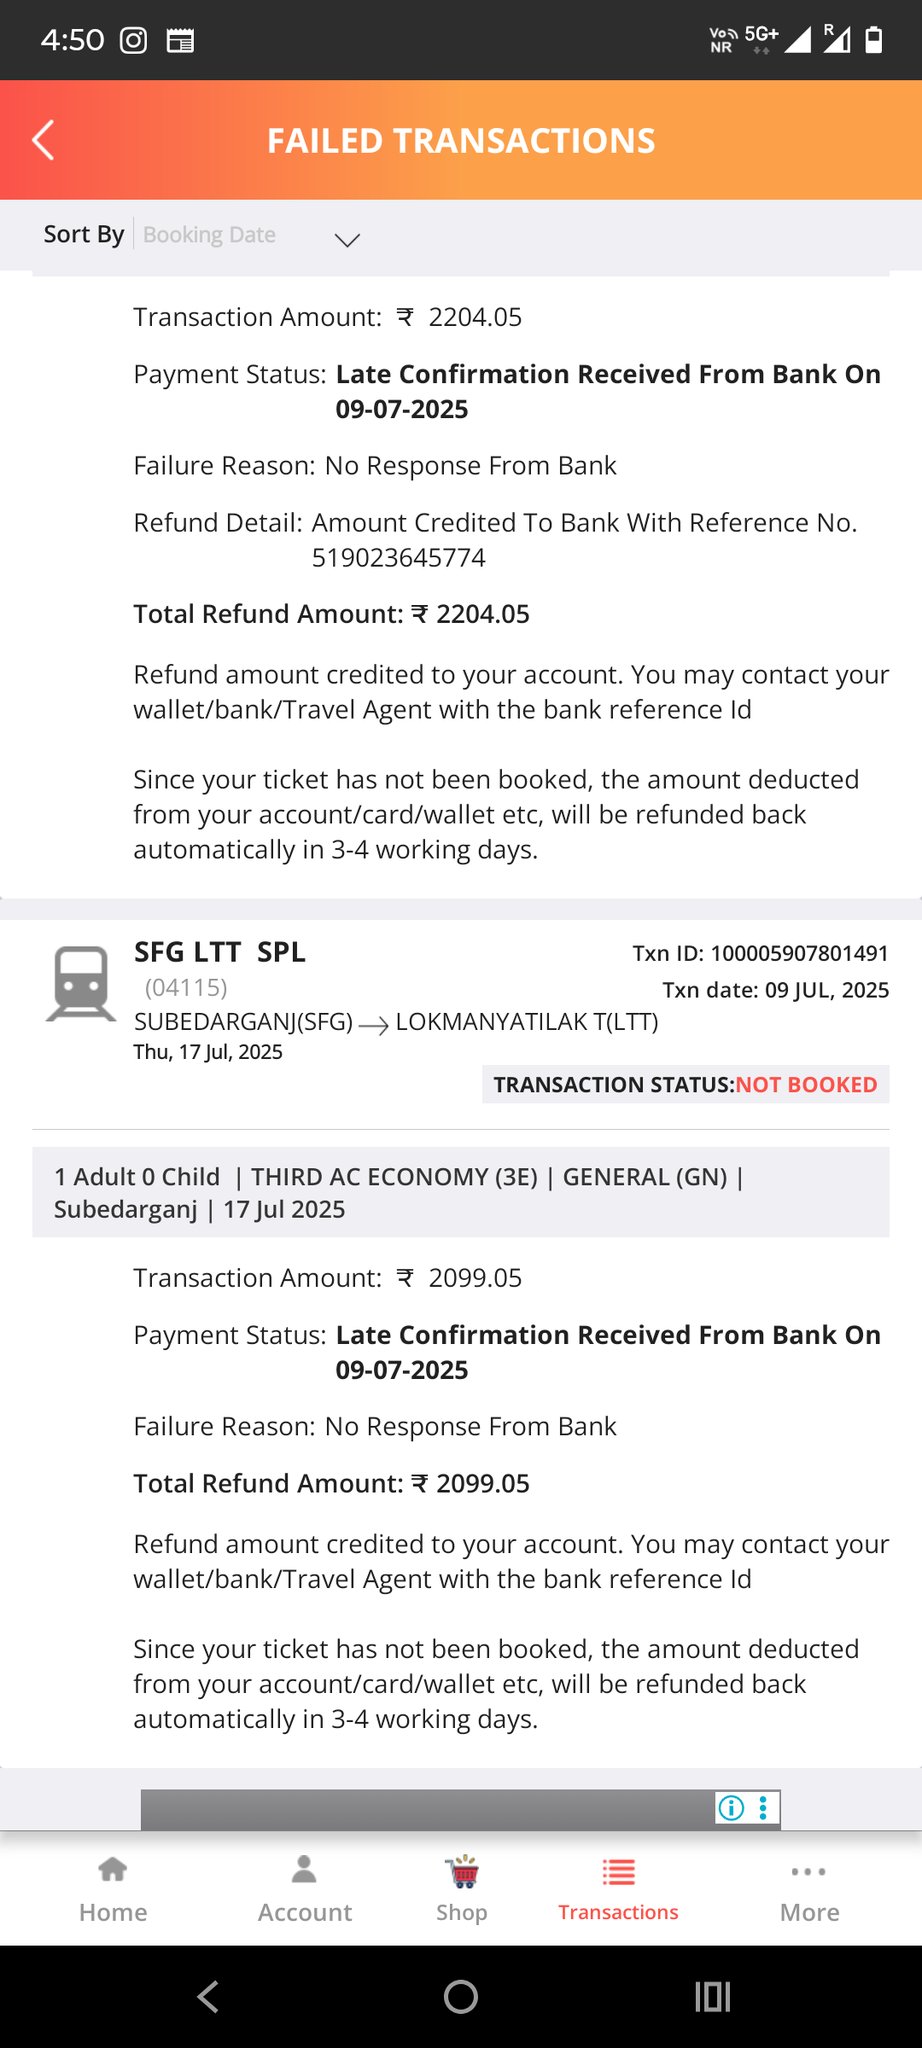 4:50
Vo NR 5G+ R
FAILED TRANSACTIONS
Sort By Booking Date
Transaction Amount: ₹ 2204.05
Payment Status: Late Confirmation Received From Bank On
09-07-2025
Failure Reason: No Response From Bank
Refund Detail: Amount Credited To Bank With Reference No.
519023645774
Total Refund Amount: ₹ 2204.05
Refund amount credited to your account. You may contact your
wallet/bank/Travel Agent with the bank reference Id
Since your ticket has not been booked, the amount deducted
from your account/card/wallet etc, will be refunded back
automatically in 3-4 working days.
SFG LTT SPL
Txn ID: 100005907801491
(04115)
Txn date: 09 JUL, 2025
SUBEDARGANJ(SFG) → LOKMANYATILAK T(LTT)
Thu, 17 Jul, 2025
TRANSACTION STATUS:NOT BOOKED
1 Adult 0 Child | THIRD AC ECONOMY (3E) | GENERAL (GN) |
Subedarganj | 17 Jul 2025
Transaction Amount: ₹ 2099.05
Payment Status: Late Confirmation Received From Bank On
09-07-2025
Failure Reason: No Response From Bank
Total Refund Amount: ₹ 2099.05
Refund amount credited to your account. You may contact your
wallet/bank/Travel Agent with the bank reference Id
Since your ticket has not been booked, the amount deducted
from your account/card/wallet etc, will be refunded back
automatically in 3-4 working days.
Home Account Shop Transactions More